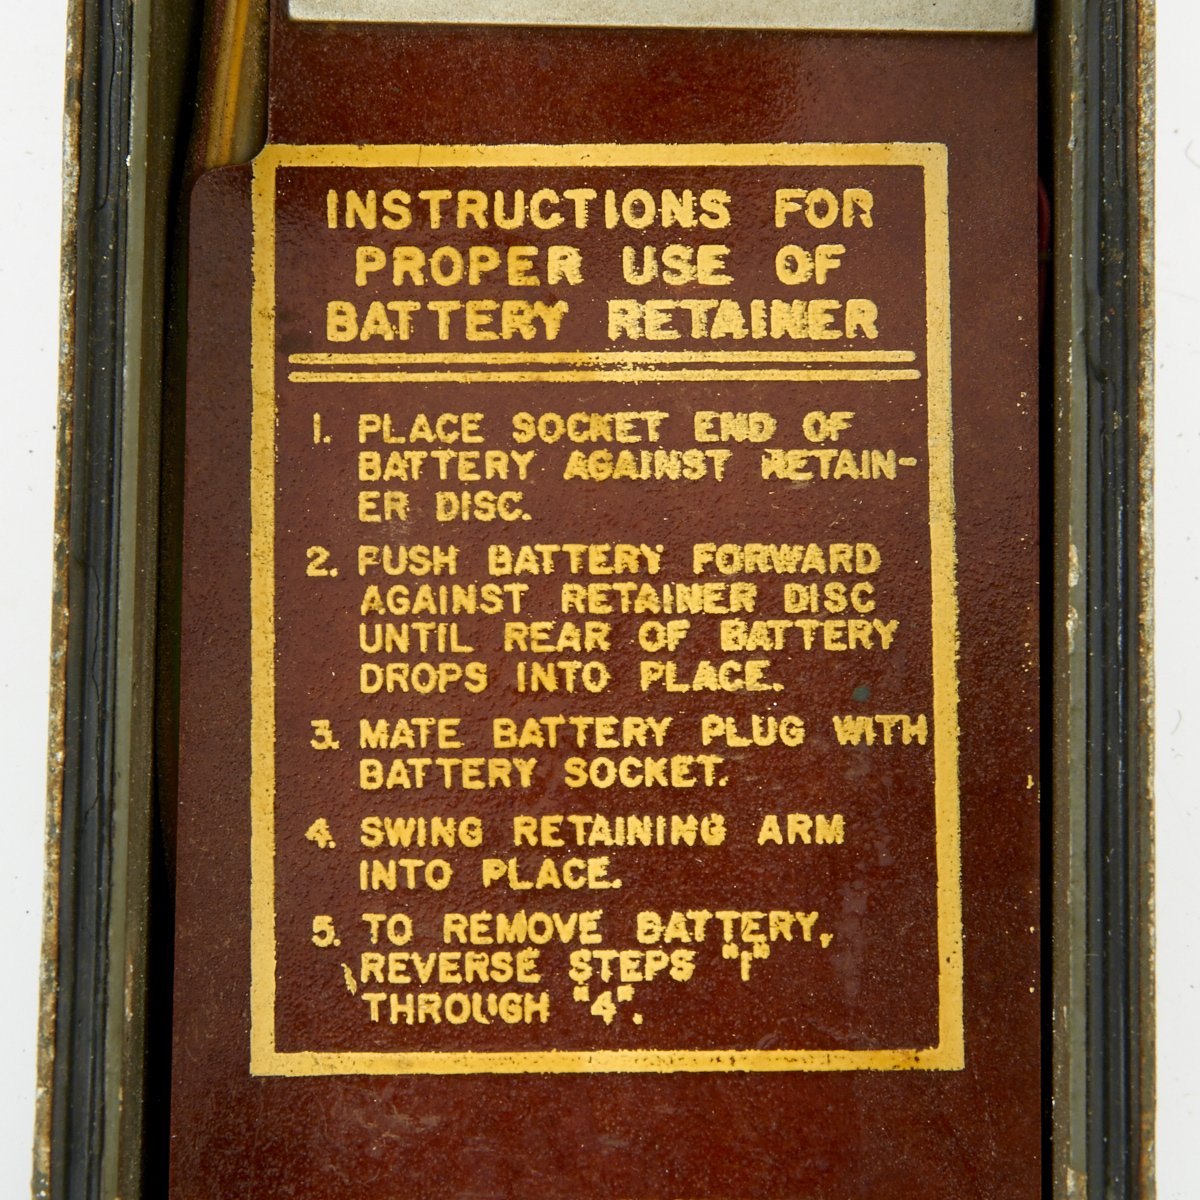 INSTRUCTIONS FOR
PROPER USE OF
BATTERY RETAINER
1. PLACE SOCKET END OF
BATTERY AGAINST RETAIN-
ER DISC.
2. PUSH BATTERY FORWARD
AGAINST RETAINER DISC
UNTIL REAR OF BATTERY
DROPS INTO PLACE.
3. MATE BATTERY PLUG WITH
BATTERY SOCKET.
4. SWING RETAINING ARM
INTO PLACE.
5. TO REMOVE BATTERY,
REVERSE STEPS "1"
THROUGH "4".